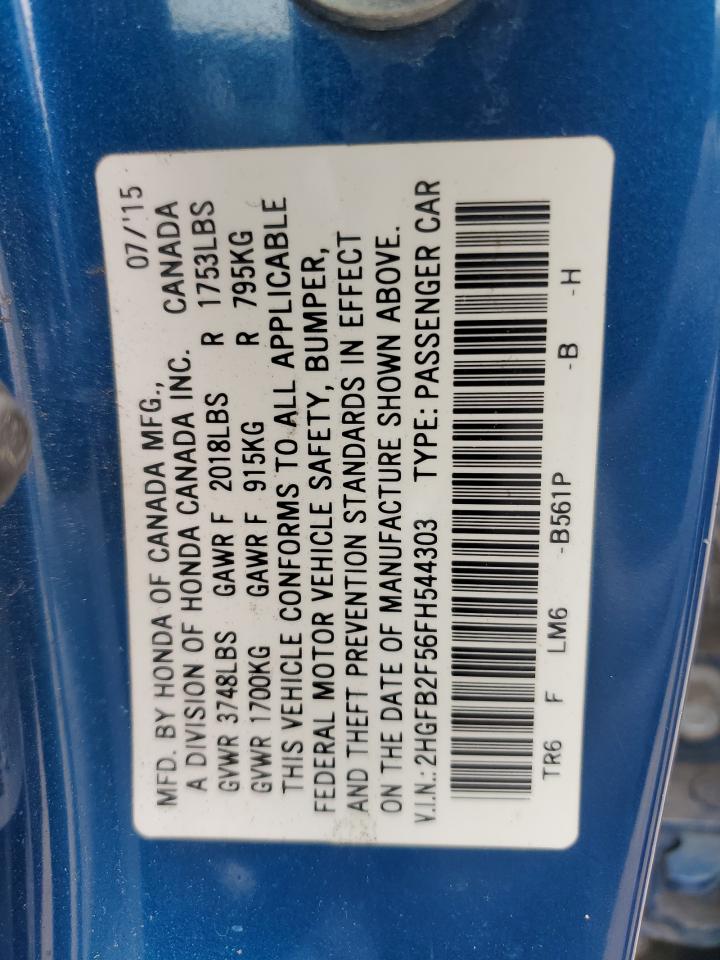 MFD. BY HONDA OF CANADA MFG., 07/'15
A DIVISION OF HONDA CANADA INC. CANADA
GVWR 3748LBS GAWR F 2018LBS R 1753LBS
GVWR 1700KG GAWR F 915KG R 795KG
THIS VEHICLE CONFORMS TO ALL APPLICABLE
FEDERAL MOTOR VEHICLE SAFETY, BUMPER,
AND THEFT PREVENTION STANDARDS IN EFFECT
ON THE DATE OF MANUFACTURE SHOWN ABOVE.
V.I.N.: 2HGFB2F56FH544303 TYPE: PASSENGER CAR
TR6 F LM6 -B561P -B -H